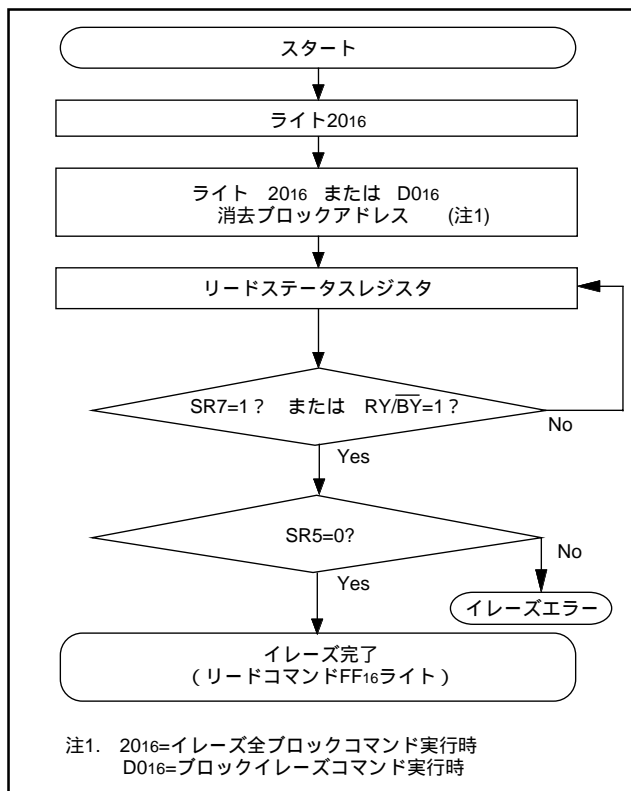 スタート
ライト2016
ライト 2016 または D016
消去ブロックアドレス (注1)
リードステータスレジスタ
SR7=1? または RY/B̅Y̅=1?
No
Yes
SR5=0?
No
Yes
イレーズエラー
イレーズ完了
(リードコマンドFF16ライト)
注1. 2016=イレーズ全ブロックコマンド実行時
D016=ブロックイレーズコマンド実行時